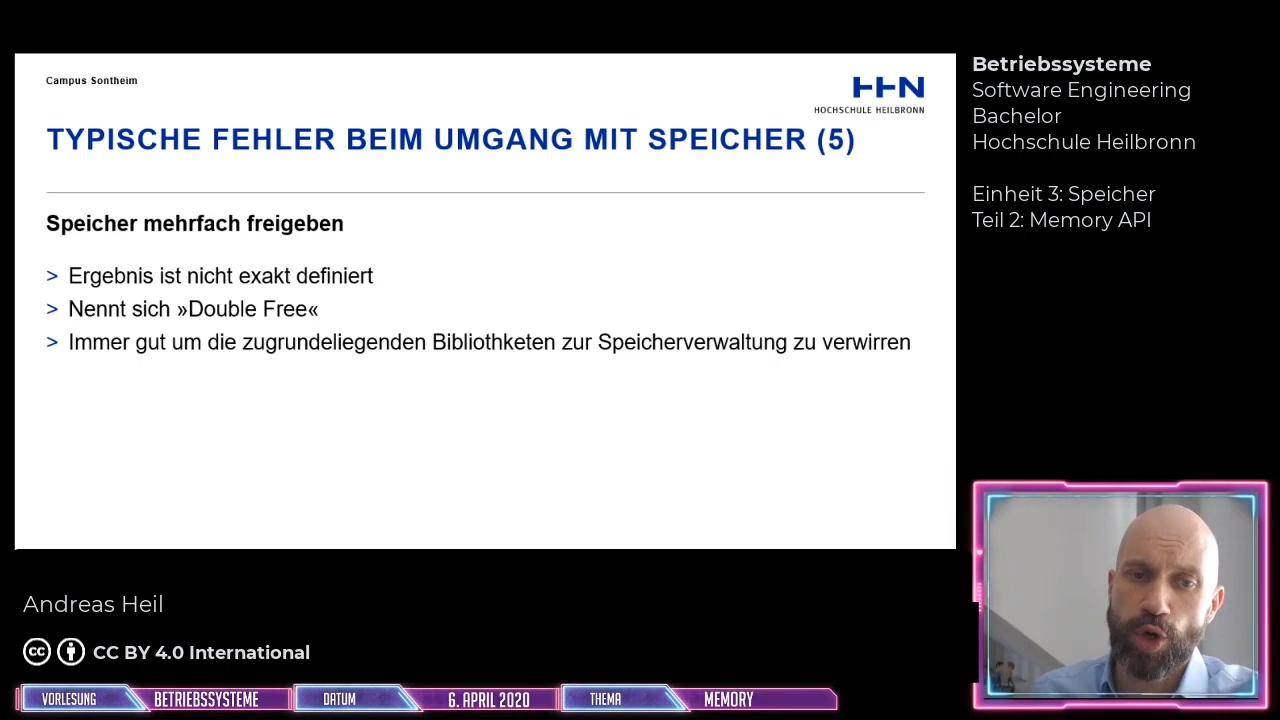 Campus Sontheim
HHN
HOCHSCHULE HEILBRONN
TYPISCHE FEHLER BEIM UMGANG MIT SPEICHER (5)
Speicher mehrfach freigeben
> Ergebnis ist nicht exakt definiert
> Nennt sich »Double Free«
> Immer gut um die zugrundeliegenden Bibliothketen zur Speicherverwaltung zu verwirren
Betriebssysteme
Software Engineering
Bachelor
Hochschule Heilbronn
Einheit 3: Speicher
Teil 2: Memory API
Andreas Heil
cc CC BY 4.0 International
VORLESUNG BETRIEBSSYSTEME DATUM 6. APRIL 2020 THEMA MEMORY